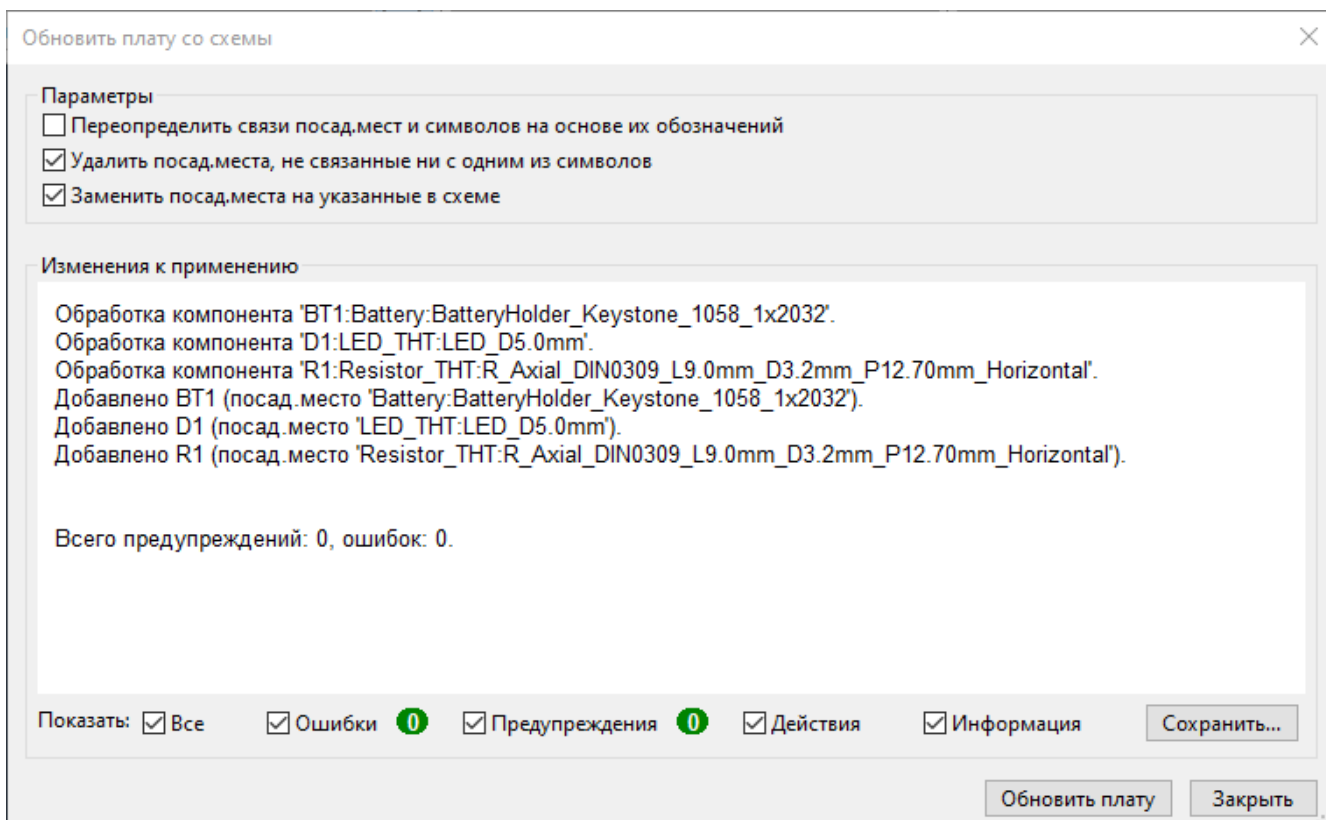 Обновить плату со схемы
Параметры
Переопределить связи посад.мест и символов на основе их обозначений
Удалить посад.места, не связанные ни с одним из символов
Заменить посад.места на указанные в схеме
Изменения к применению
Обработка компонента 'BT1:Battery:BatteryHolder_Keystone_1058_1x2032'.
Обработка компонента 'D1:LED_THT:LED_D5.0mm'.
Обработка компонента 'R1:Resistor_THT:R_Axial_DIN0309_L9.0mm_D3.2mm_P12.70mm_Horizontal'.
Добавлено BT1 (посад.место 'Battery:BatteryHolder_Keystone_1058_1x2032').
Добавлено D1 (посад.место 'LED_THT:LED_D5.0mm').
Добавлено R1 (посад.место 'Resistor_THT:R_Axial_DIN0309_L9.0mm_D3.2mm_P12.70mm_Horizontal').
Всего предупреждений: 0, ошибок: 0.
Показать: Все Ошибки 0 Предупреждения 0 Действия Информация Сохранить...
Обновить плату Закрыть